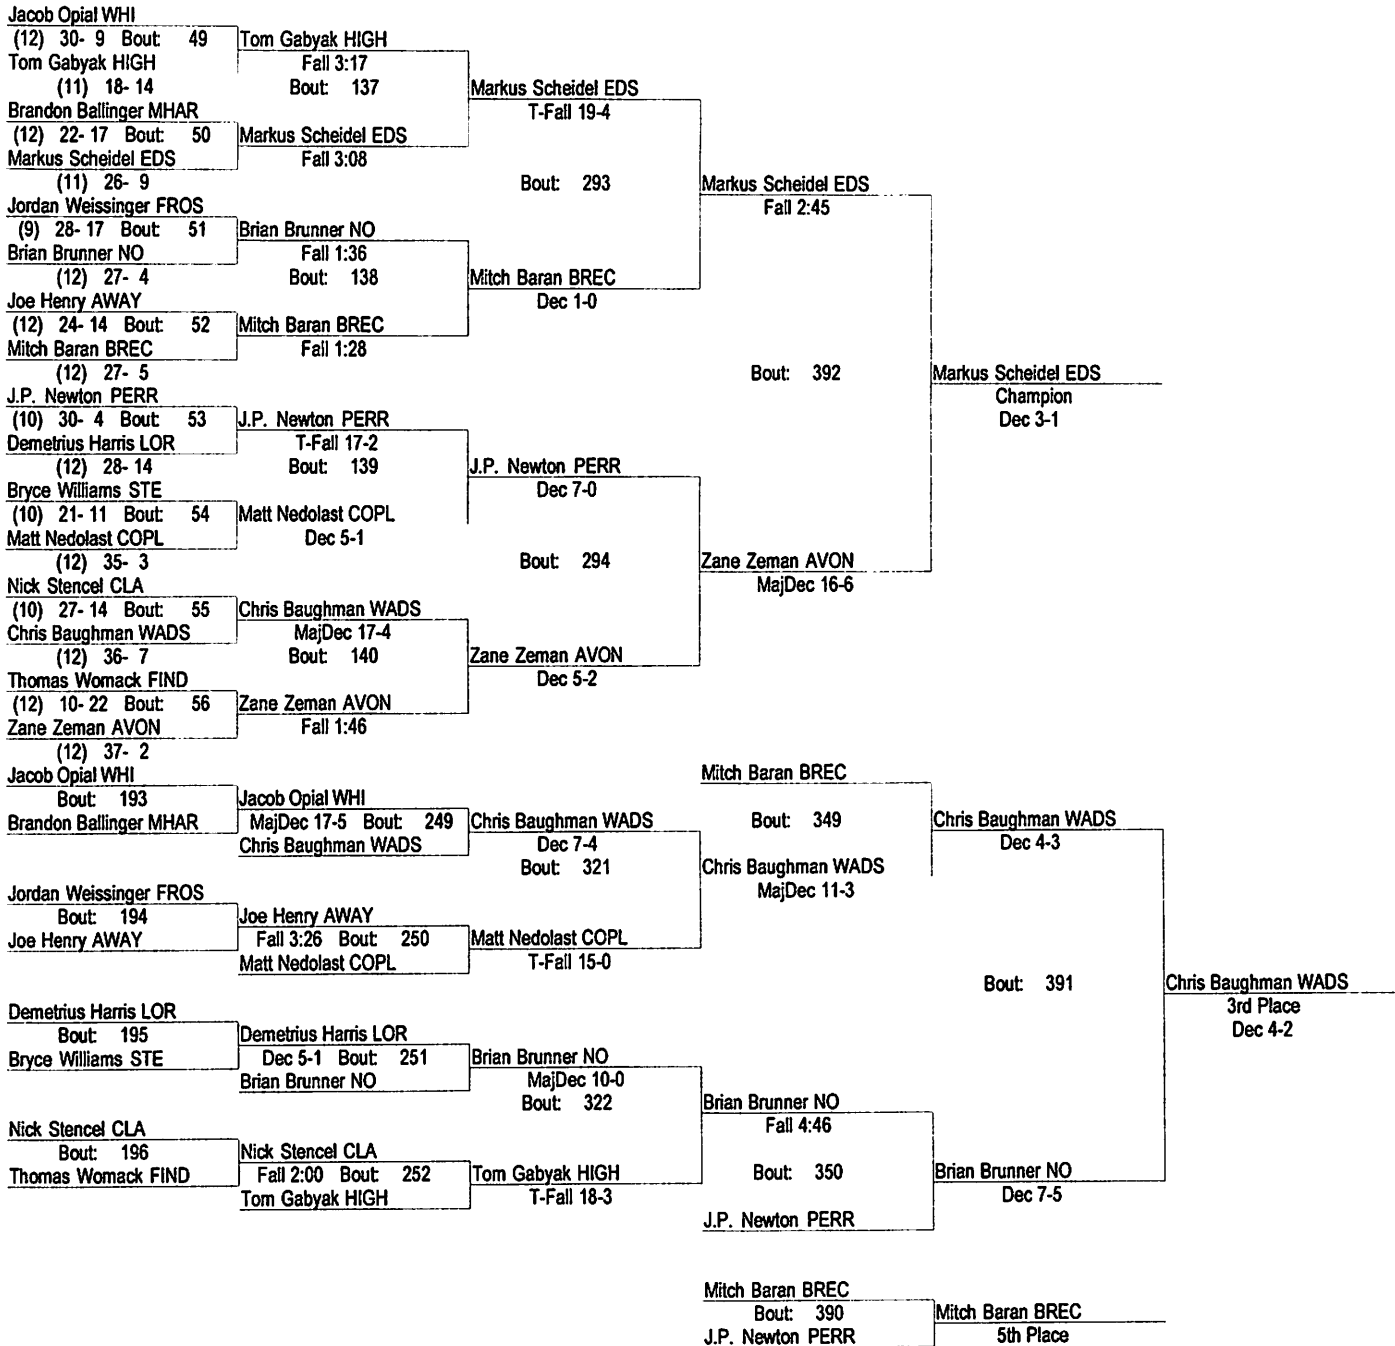 Jacob Opial WHI
(12) 30- 9 Bout: 49
Tom Gabyak HIGH
(11) 18- 14
Brandon Ballinger MHAR
(12) 22- 17 Bout: 50
Markus Scheidel EDS
(11) 26- 9
Jordan Weissinger FROS
(9) 28- 17 Bout: 51
Brian Brunner NO
(12) 27- 4
Joe Henry AWAY
(12) 24- 14 Bout: 52
Mitch Baran BREC
(12) 27- 5
J.P. Newton PERR
(10) 30- 4 Bout: 53
Demetrius Harris LOR
(12) 28- 14
Bryce Williams STE
(10) 21- 11 Bout: 54
Matt Nedolast COPL
(12) 35- 3
Nick Stencel CLA
(10) 27- 14 Bout: 55
Chris Baughman WADS
(12) 36- 7
Thomas Womack FIND
(12) 10- 22 Bout: 56
Zane Zeman AVON
(12) 37- 2
Tom Gabyak HIGH
Fall 3:17
Bout: 137
Markus Scheidel EDS
Fall 3:08
Brian Brunner NO
Fall 1:36
Bout: 138
Mitch Baran BREC
Fall 1:28
J.P. Newton PERR
T-Fall 17-2
Bout: 139
Matt Nedolast COPL
Dec 5-1
Chris Baughman WADS
MajDec 17-4
Bout: 140
Zane Zeman AVON
Fall 1:46
Markus Scheidel EDS
T-Fall 19-4
Bout: 293
Mitch Baran BREC
Dec 1-0
J.P. Newton PERR
Dec 7-0
Bout: 294
Zane Zeman AVON
Dec 5-2
Markus Scheidel EDS
Fall 2:45
Bout: 392
Zane Zeman AVON
MajDec 16-6
Markus Scheidel EDS
Champion
Dec 3-1
Jacob Opial WHI
Bout: 193
Brandon Ballinger MHAR
Jordan Weissinger FROS
Bout: 194
Joe Henry AWAY
Demetrius Harris LOR
Bout: 195
Bryce Williams STE
Nick Stencel CLA
Bout: 196
Thomas Womack FIND
Jacob Opial WHI
MajDec 17-5 Bout: 249
Chris Baughman WADS
Joe Henry AWAY
Fall 3:26 Bout: 250
Matt Nedolast COPL
Demetrius Harris LOR
Dec 5-1 Bout: 251
Brian Brunner NO
Nick Stencel CLA
Fall 2:00 Bout: 252
Tom Gabyak HIGH
Chris Baughman WADS
Dec 7-4
Bout: 321
Matt Nedolast COPL
T-Fall 15-0
Brian Brunner NO
MajDec 10-0
Bout: 322
Tom Gabyak HIGH
T-Fall 18-3
Mitch Baran BREC
Bout: 349
Chris Baughman WADS
MajDec 11-3
Brian Brunner NO
Fall 4:46
Bout: 350
J.P. Newton PERR
Chris Baughman WADS
Dec 4-3
Bout: 391
Brian Brunner NO
Dec 7-5
Chris Baughman WADS
3rd Place
Dec 4-2
Mitch Baran BREC
Bout: 390
J.P. Newton PERR
Mitch Baran BREC
5th Place